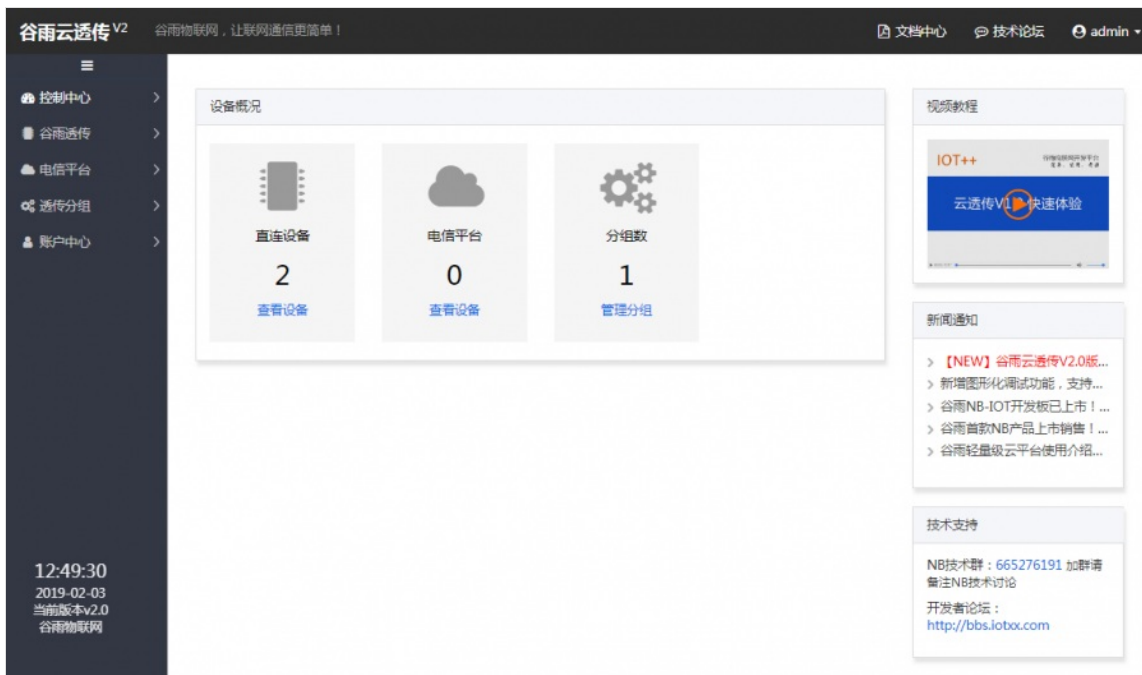 谷雨云透传V2
谷雨物联网，让联网通信更简单！
文档中心
技术论坛
admin
控制中心
谷雨透传
电信平台
透传分组
账户中心
12:49:30
2019-02-03
当前版本v2.0
谷雨物联网
设备概况
直连设备
2
查看设备
电信平台
0
查看设备
分组数
1
管理分组
视频教程
IOT++
快速体验
新闻通知
【NEW】谷雨云透传V2.0版...
新增图形化调试功能，支持...
谷雨NB-IOT开发板已上市！...
谷雨首款NB产品上市销售！...
谷雨轻量级云平台使用介绍...
技术支持
NB技术群：665276191 加群请
备注NB技术讨论
开发者论坛：
http://bbs.iotxx.com